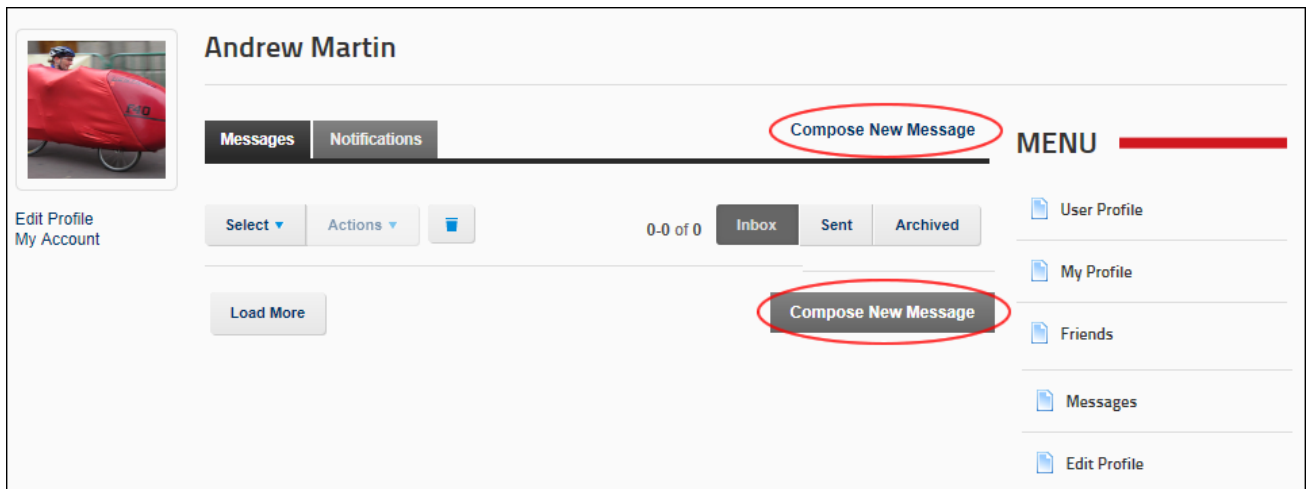 Andrew Martin
Messages
Notifications
Compose New Message
MENU
Edit Profile
My Account
Select
Actions
0-0 of 0
Inbox
Sent
Archived
Load More
Compose New Message
User Profile
My Profile
Friends
Messages
Edit Profile